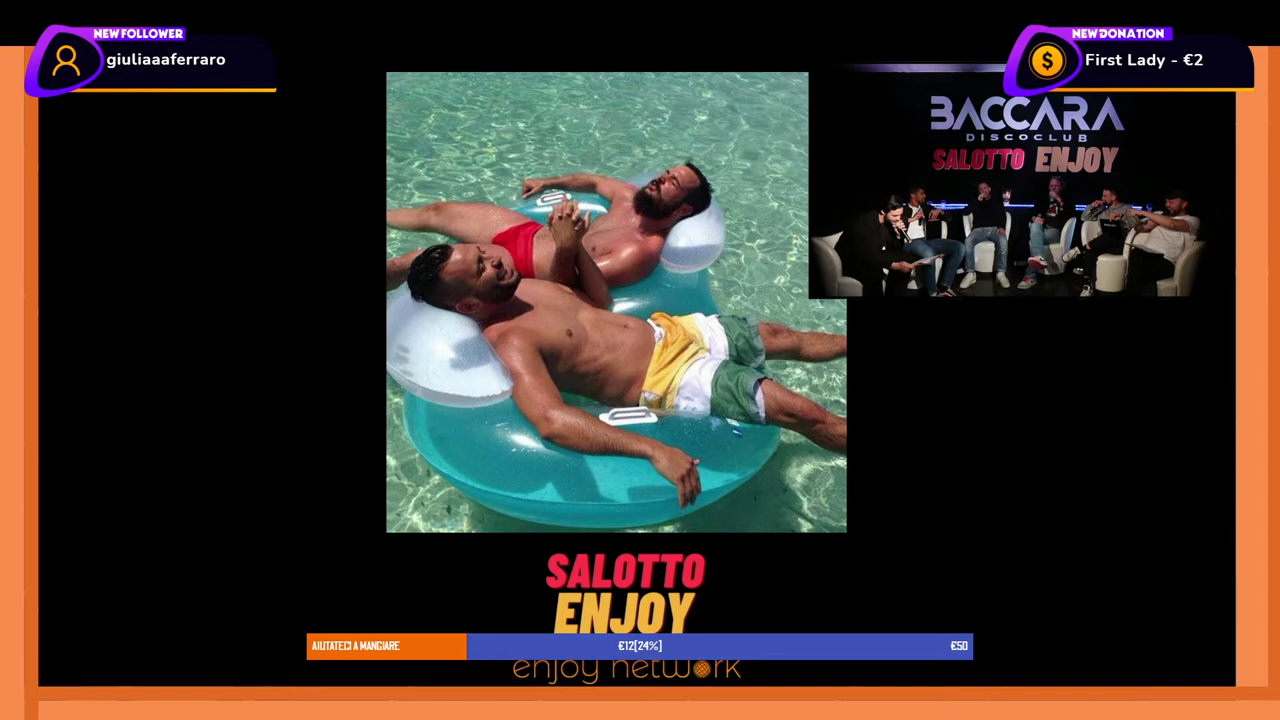 NEW FOLLOWER
giuliaaaferraro
NEW DONATION
$
First Lady - €2
BACCARA
DISCOCLUB
SALOTTO ENJOY
SALOTTO
ENJOY
AIUTATECI A MANGIARE
€12[24%]
€50
enjoy network